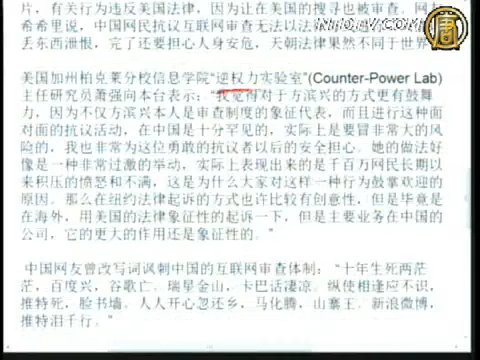 片，有关行为违反美国法律，因为让在美国的搜寻也被审查。网
希希里说，中国网民抗议互联网审查无法以法
丢东西泄恨，完了还要担心人身安危，天朝法律果然不同于世界
美国加州柏克莱分校信息学院“逆权力实验室”(Counter-Power Lab)
主任研究员萧强向本台表示：“我觉得对于方滨兴的方式更有鼓舞
力，因为不仅方滨兴本人是审查制度的象征代表，而且进行这种面
对面的抗议活动，在中国是十分罕见的，实际上是要冒非常大的风
险的，我也非常为这位勇敢的抗议者以后的安全担心。她的做法好
像是一种非常过激的举动，实际上表现出来的是千百万网民长期以
来积压的愤怒和不满，这是为什么大家对这样一种行为鼓掌欢迎的
原因。那么在纽约法律起诉的方式也许比较有创意性，但是毕竟是
在海外，用美国的法律象征性的起诉一下，但是主要业务在中国的
公司，它的更大的作用还是象征性的。”
中国网友曾改写词讽刺中国的互联网审查体制：“十年生死两茫
茫，百度兴，谷歌亡。瑞星金山，卡巴话凄凉。纵使相逢应不识，
推特死，脸书墙。人人开心忽还乡，马化腾，山寨王。新浪微博，
推特泪千行。”